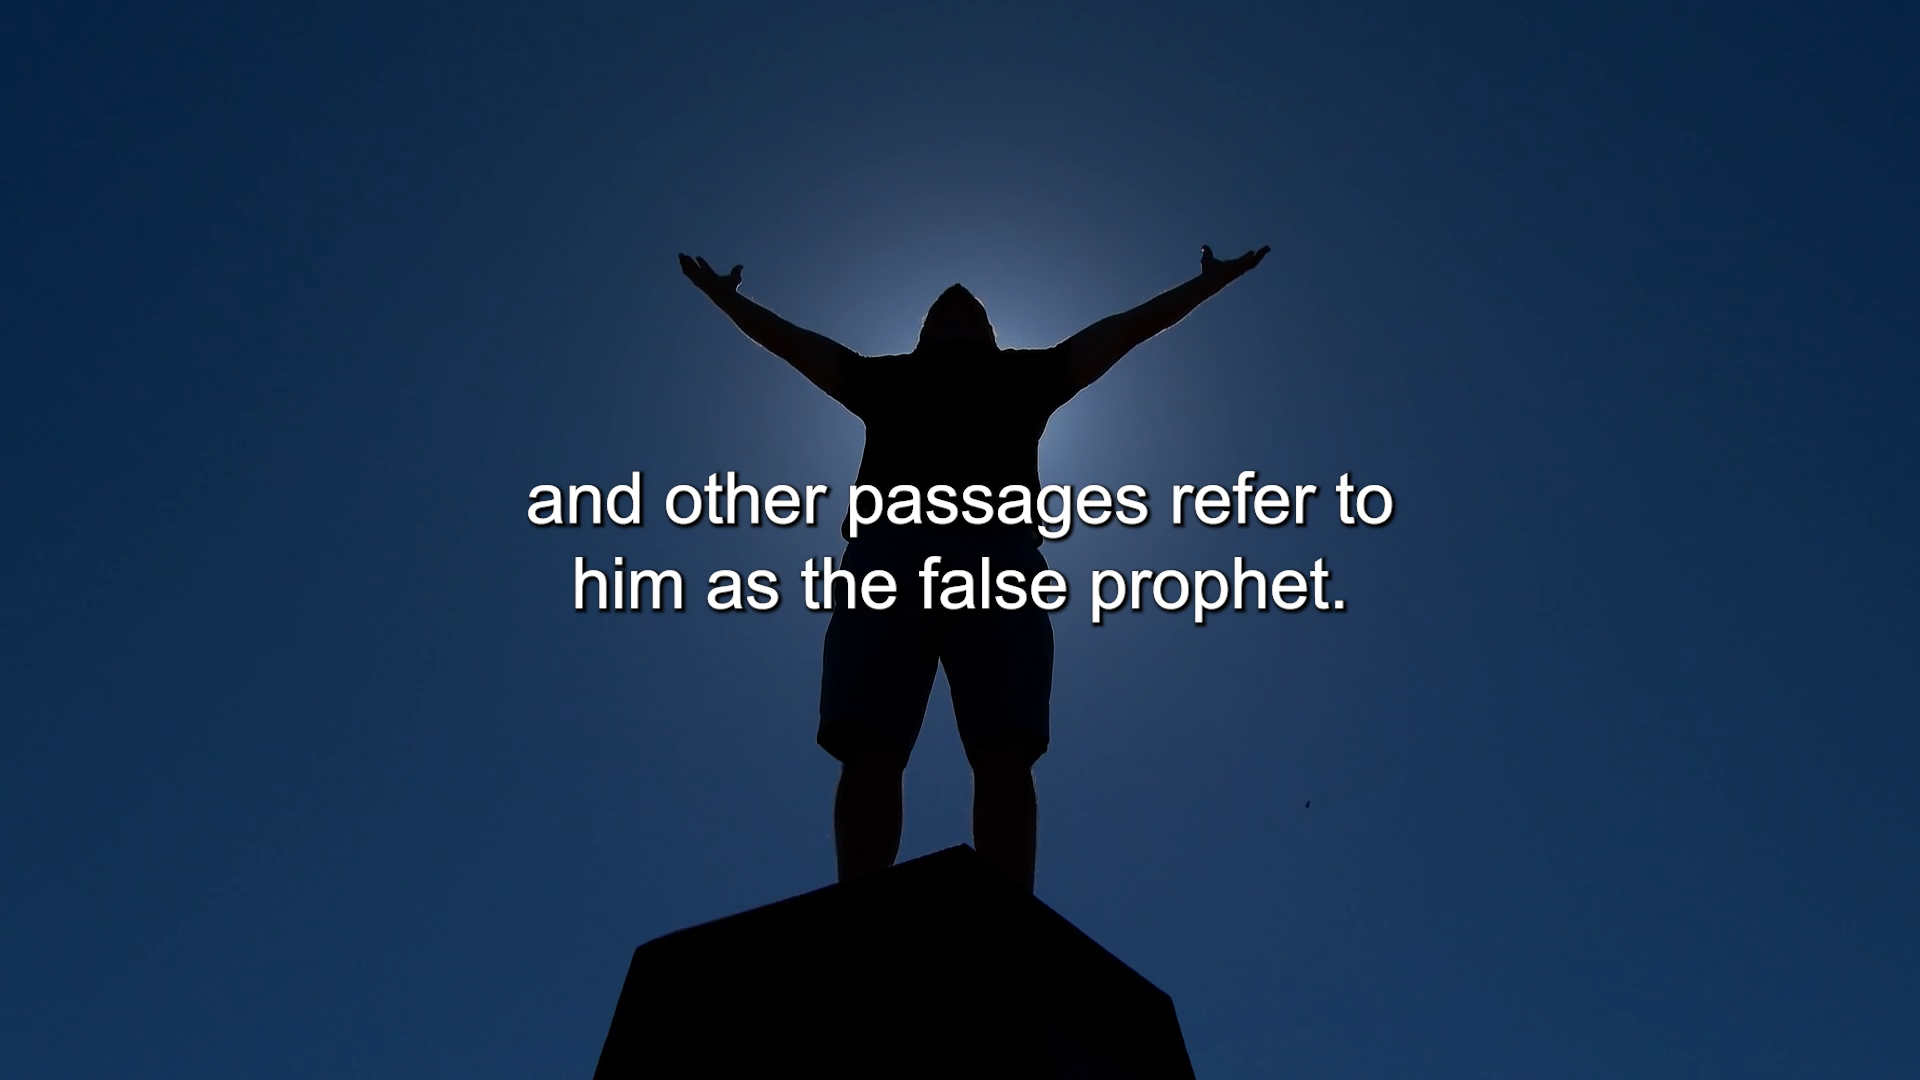 and other passages refer to
him as the false prophet.